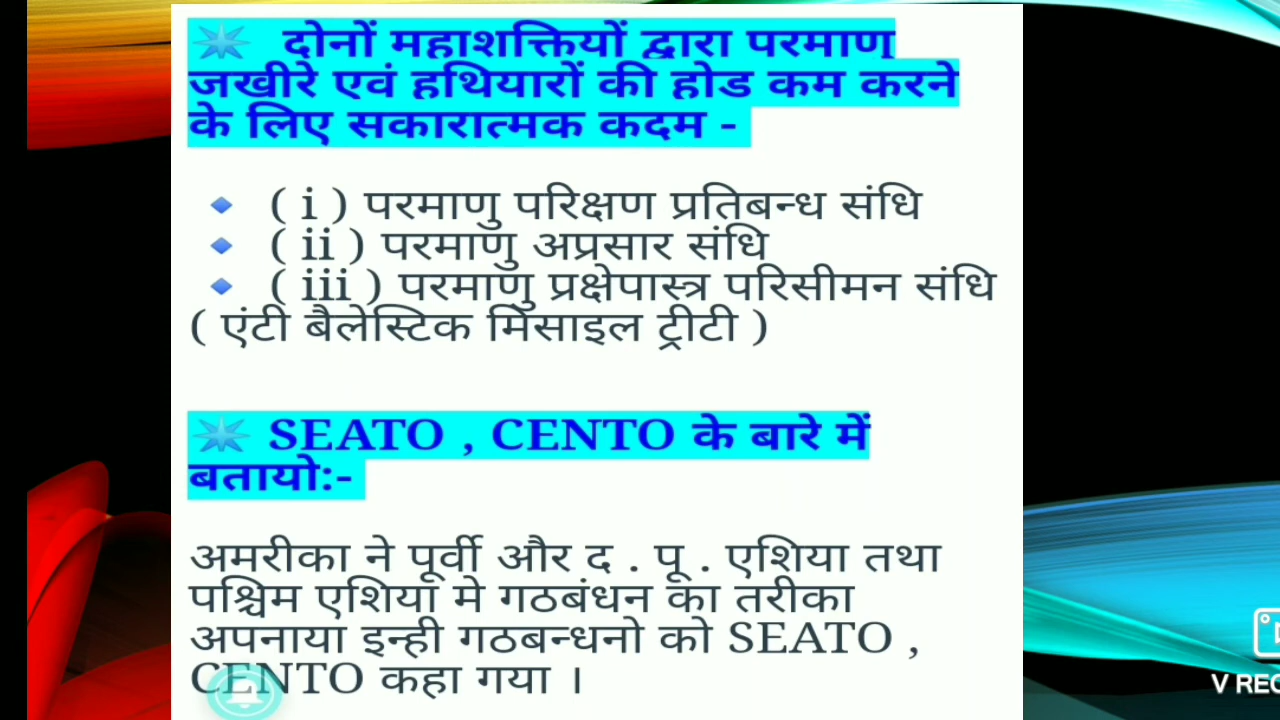 दोनों महाशक्तियों द्वारा परमाणु
जखीरे एवं हथियारों की होड कम करने
के लिए सकारात्मक कदम -
( i ) परमाणु परिक्षण प्रतिबन्ध संधि
( ii ) परमाणु अप्रसार संधि
( iii ) परमाणु प्रक्षेपास्त्र परिसीमन संधि
( एंटी बैलेस्टिक मिसाइल ट्रीटी )
SEATO , CENTO के बारे में
बतायो:-
अमरीका ने पूर्वी और द . पू . एशिया तथा
पश्चिम एशिया मे गठबंधन का तरीका
अपनाया इन्ही गठबन्धनो को SEATO ,
CENTO कहा गया ।